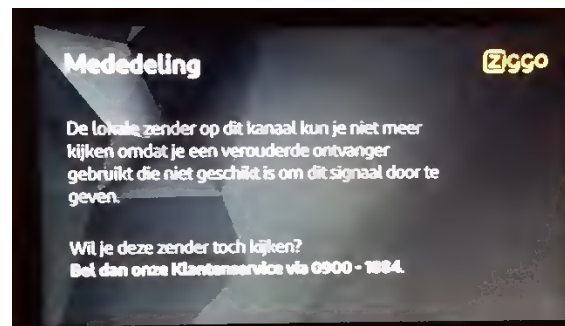 Mededeling
ziggo
De lokale zender op dit kanaal kun je niet meer
kijken omdat je een verouderde ontvanger
gebruikt die niet geschikt is om dit signaal door te
geven.
Wil je deze zender toch kijken?
Bel dan onze Klantenservice via 0900 - 1884.